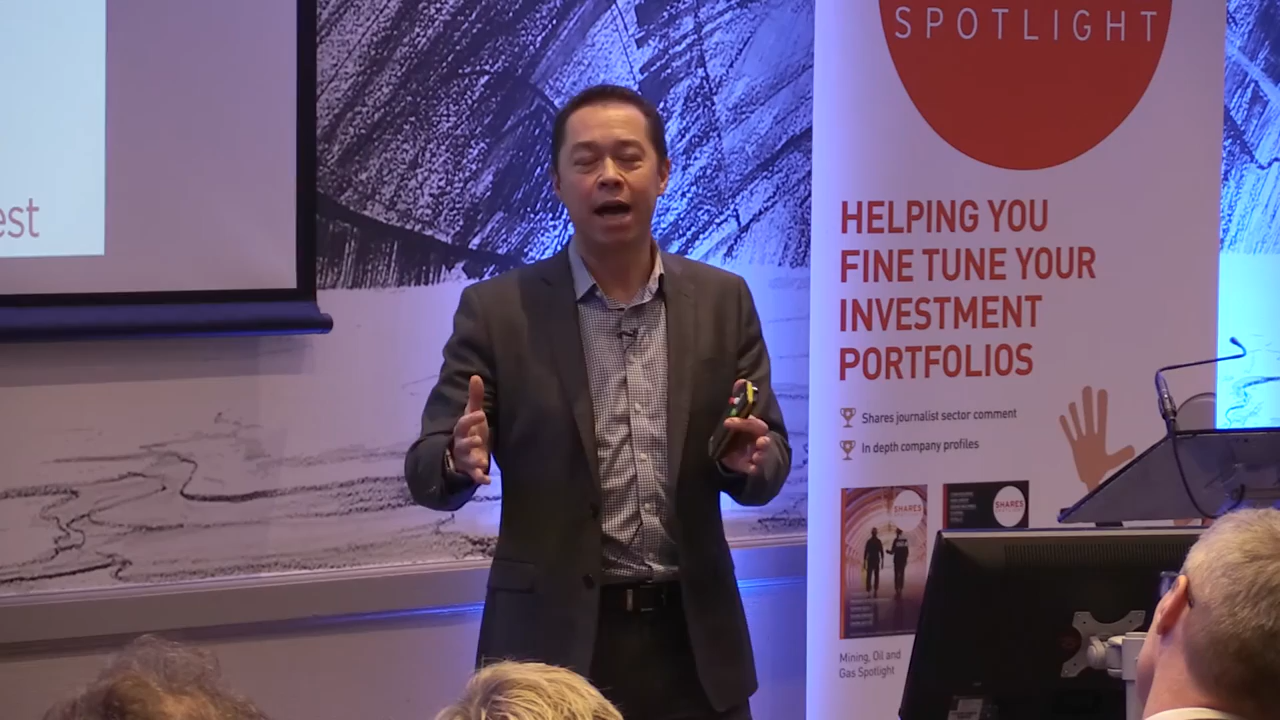 est
SPOTLIGHT
HELPING YOU
FINE TUNE YOUR
INVESTMENT
PORTFOLIOS
Shares journalist sector comment
In depth company profiles
SHARES
SHARES
SPOTLIGHT
Mining, Oil and
Gas Spotlight